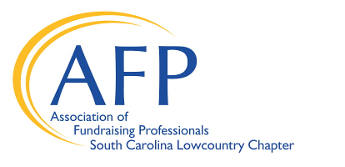 AFP
Association of
Fundraising Professionals
South Carolina Lowcountry Chapter